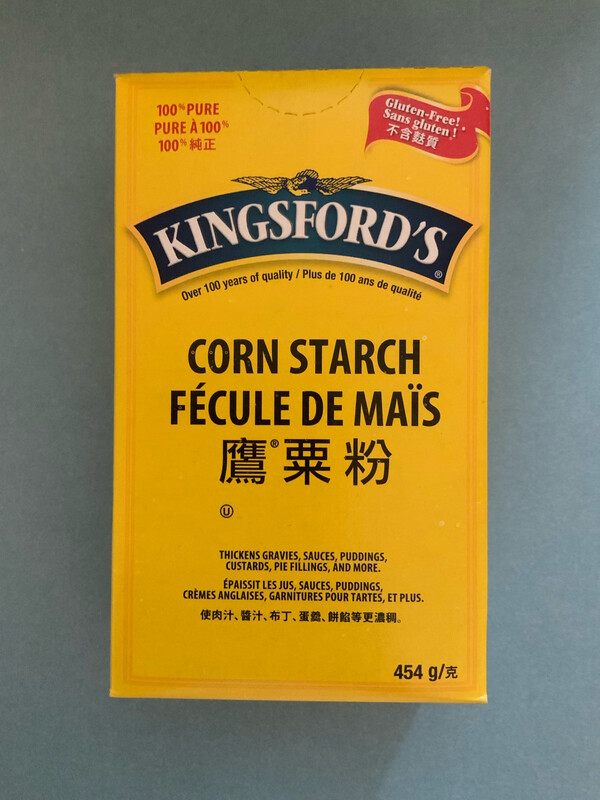 100% PURE
PURE À 100%
100% 純正
Gluten-Free!
Sans gluten !
不含麩質
KINGSFORD'S®
Over 100 years of quality / Plus de 100 ans de qualité
CORN STARCH
FÉCULE DE MAÏS
鷹®粟粉
U
THICKENS GRAVIES, SAUCES, PUDDINGS,
CUSTARDS, PIE FILLINGS, AND MORE.
ÉPAISSIT LES JUS, SAUCES, PUDDINGS,
CRÈMES ANGLAISES, GARNITURES POUR TARTES, ET PLUS.
使肉汁、醬汁、布丁、蛋羹、餅餡等更濃稠。
454 g/克